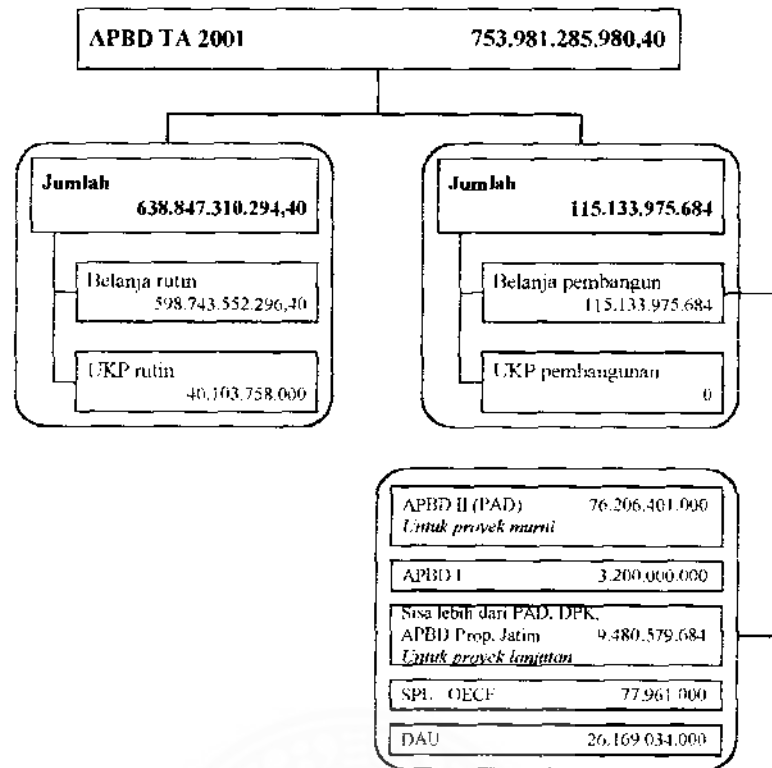 APBD TA 2001 753.981.285.980,40
Jumlah
638.847.310.294,40
Belanja rutin
598.743.552.296,40
UKP rutin
40.103.758.000
Jumlah
115.133.975.684
Belanja pembangun
115.133.975.684
UKP pembangunan
0
APBD II (PAD) 76.206.401.000
Untuk proyek murni
APBD I 3.200.000.000
Sisa lebih dari PAD, DPK,
APBD Prop. Jatim 9.480.579.684
Untuk proyek lanjutan
SPL OECF 77.961.000
DAU 26.169.034.000